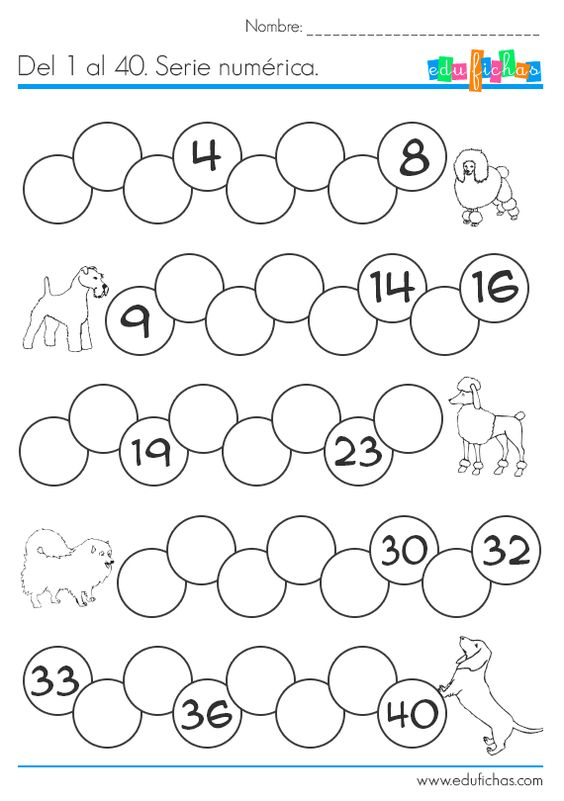 Nombre:___________________________
Del 1 al 40. Serie numérica.
edufichas
4 8
9 14 16
19 23
30 32
33 36 40
www.edufichas.com